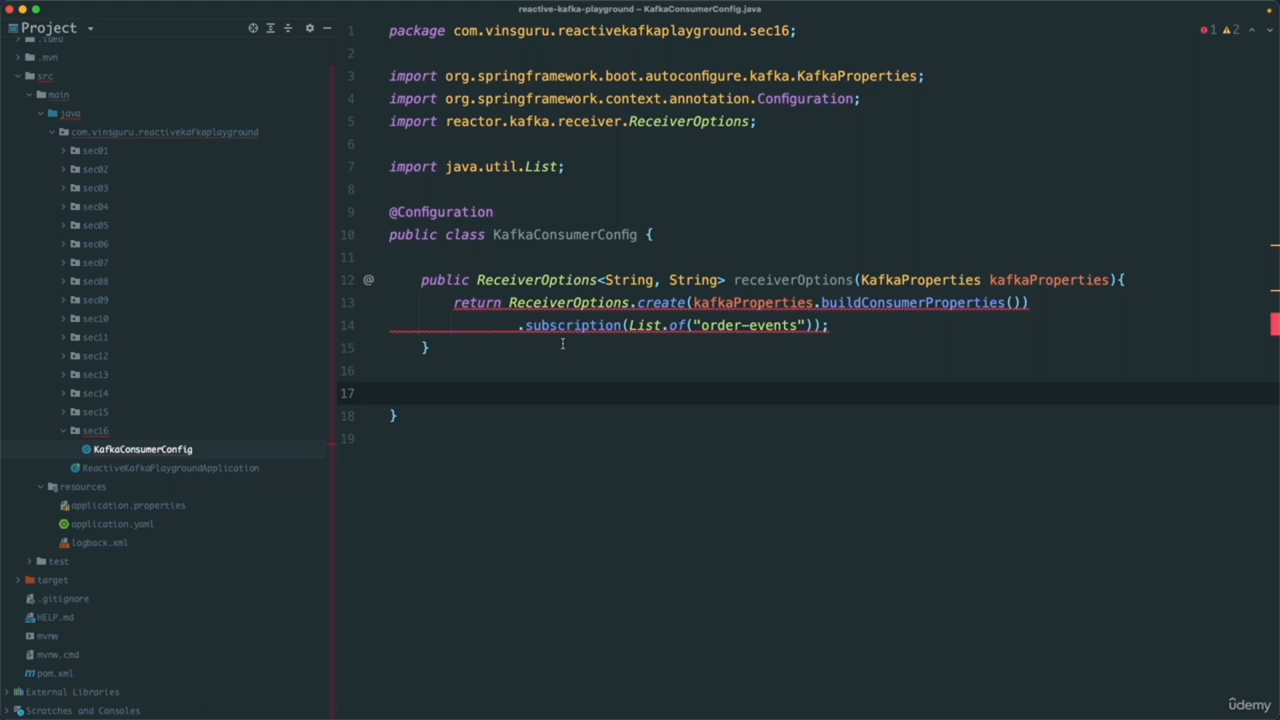 reactive-kafka-playground – KafkaConsumerConfig.java
Project
.idea
.mvn
src
main
java
com.vinsguru.reactivekafkaplayground
sec01
sec02
sec03
sec04
sec05
sec06
sec07
sec08
sec09
sec10
sec11
sec12
sec13
sec14
sec15
sec16
KafkaConsumerConfig
ReactiveKafkaPlaygroundApplication
resources
application.properties
application.yaml
logback.xml
test
target
.gitignore
HELP.md
mvnw
mvnw.cmd
pom.xml
External Libraries
Scratches and Consoles
1 package com.vinsguru.reactivekafkaplayground.sec16;
2
3 import org.springframework.boot.autoconfigure.kafka.KafkaProperties;
4 import org.springframework.context.annotation.Configuration;
5 import reactor.kafka.receiver.ReceiverOptions;
6
7 import java.util.List;
8
9 @Configuration
10 public class KafkaConsumerConfig {
11
12 @ public ReceiverOptions<String, String> receiverOptions(KafkaProperties kafkaProperties){
13 return ReceiverOptions.create(kafkaProperties.buildConsumerProperties())
14 .subscription(List.of("order-events"));
15 }
16
17
18 }
19
1 2
ûdemy